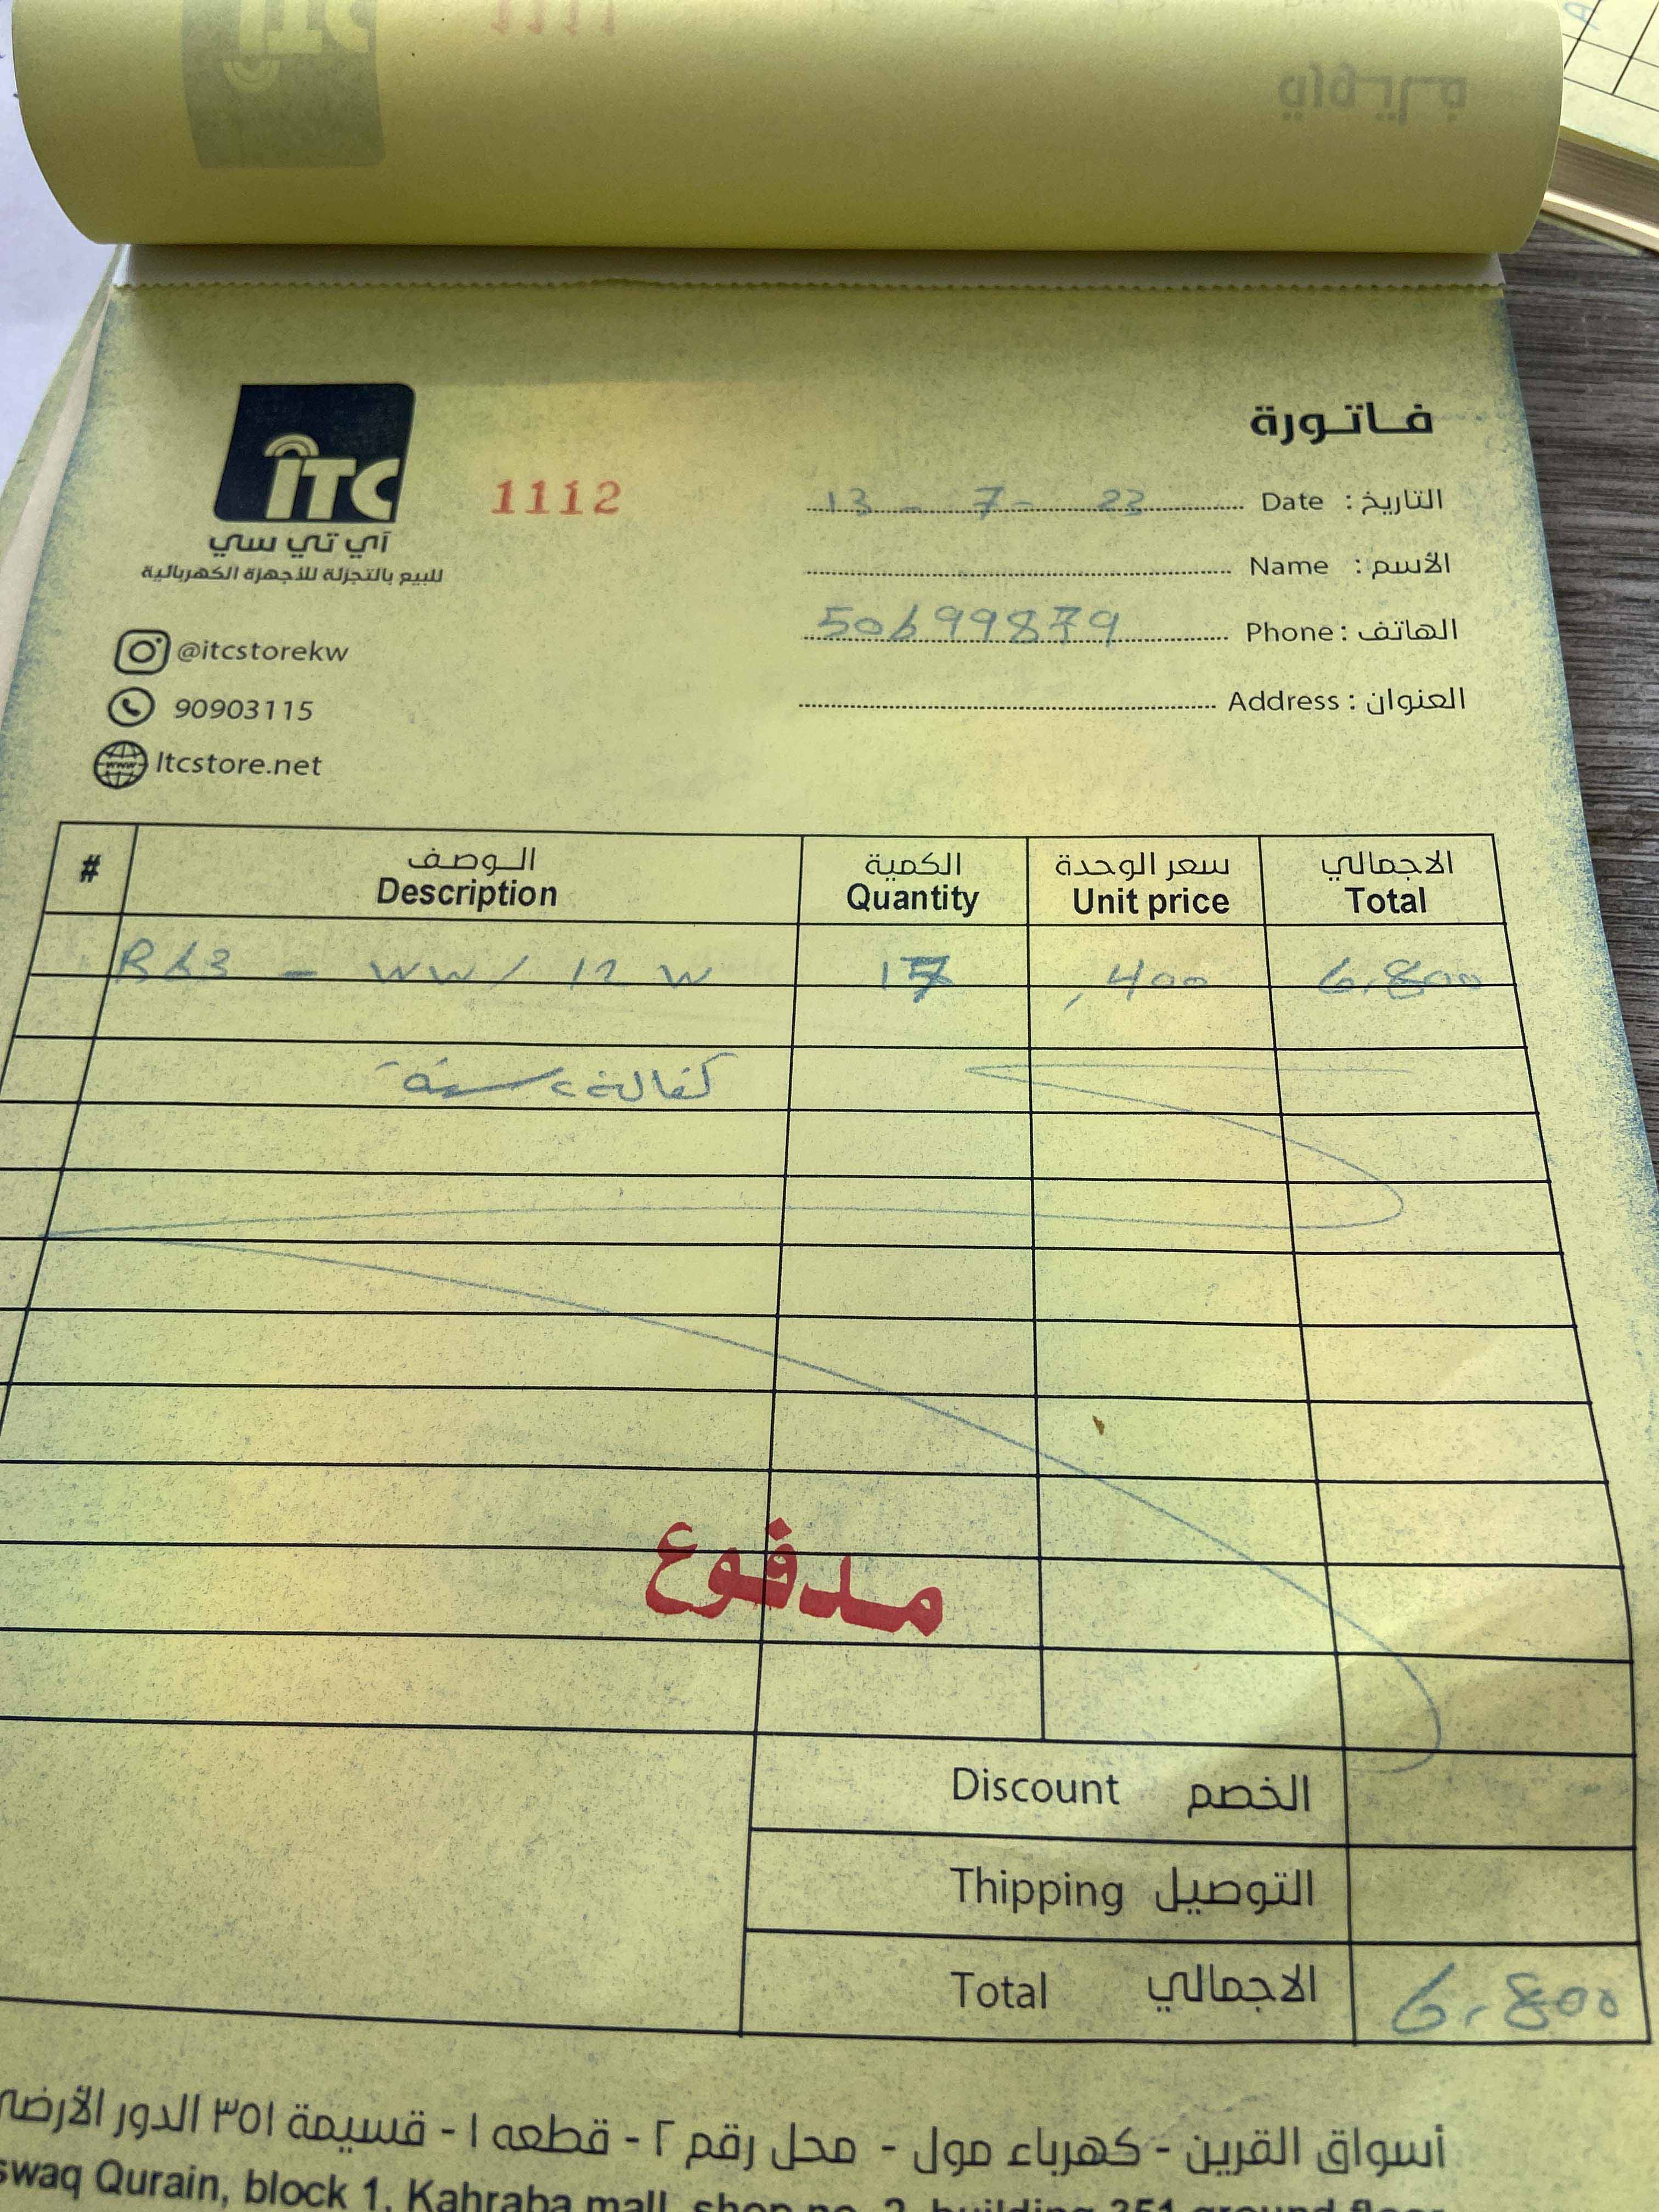 فاتورة
ITC
آي تي سي
للبيع بالتجزئة للأجهزة الكهربائية
1112
التاريخ : Date 13 - 7 - 23
الأسم : Name
الهاتف : Phone 50699879
العنوان : Address
@itcstorekw
90903115
Itcstore.net
# الوصف الكمية سعر الوحدة الاجمالي
Description Quantity Unit price Total
- WW / 12 W 17 ,400 6,800
كفالة ٢ سنة
مدفوع
Discount الخصم
Thipping التوصيل
Total الاجمالي 6,800
أسواق القرين - كهرباء مول - محل رقم ٢ - قطعه ١ - قسيمة ٣٥١ الدور الأرضي
swaq Qurain, block 1, Kahraba mall, shop no. 2, building 351 ground floor